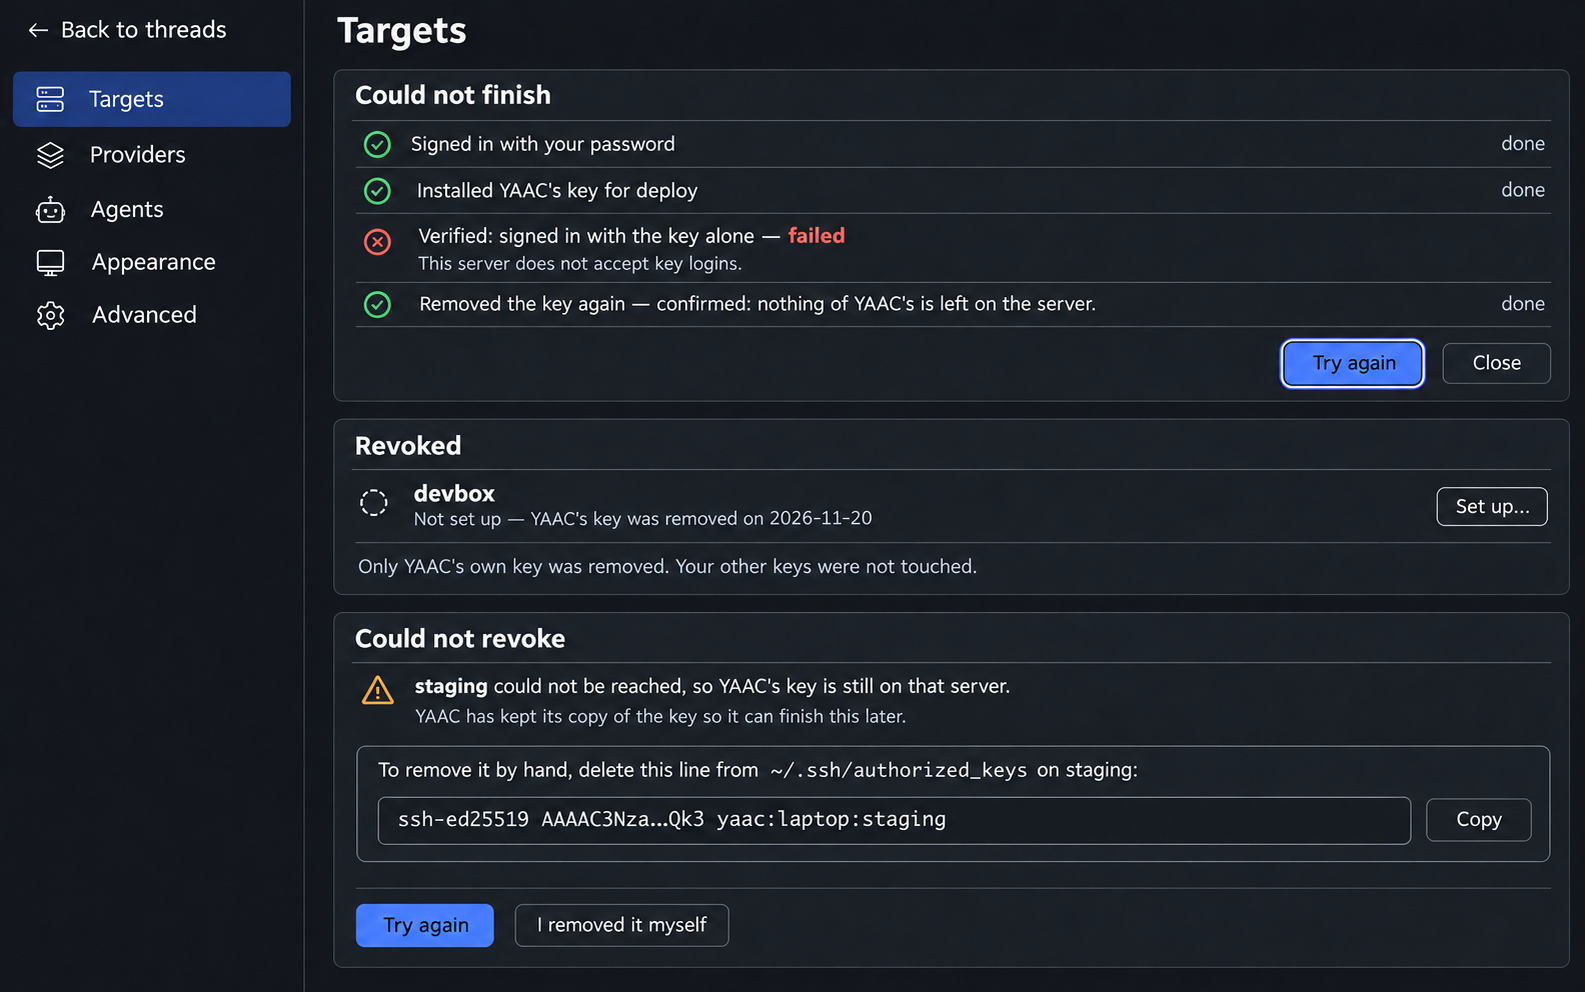 ← Back to threads
Targets
Providers
Agents
Appearance
Advanced
Targets
Could not finish
Signed in with your password done
Installed YAAC's key for deploy done
Verified: signed in with the key alone — failed
This server does not accept key logins.
Removed the key again — confirmed: nothing of YAAC's is left on the server. done
Try again Close
Revoked
devbox
Not set up — YAAC's key was removed on 2026-11-20
Set up...
Only YAAC's own key was removed. Your other keys were not touched.
Could not revoke
staging could not be reached, so YAAC's key is still on that server.
YAAC has kept its copy of the key so it can finish this later.
To remove it by hand, delete this line from ~/.ssh/authorized_keys on staging:
ssh-ed25519 AAAAC3Nza...Qk3 yaac:laptop:staging Copy
Try again I removed it myself